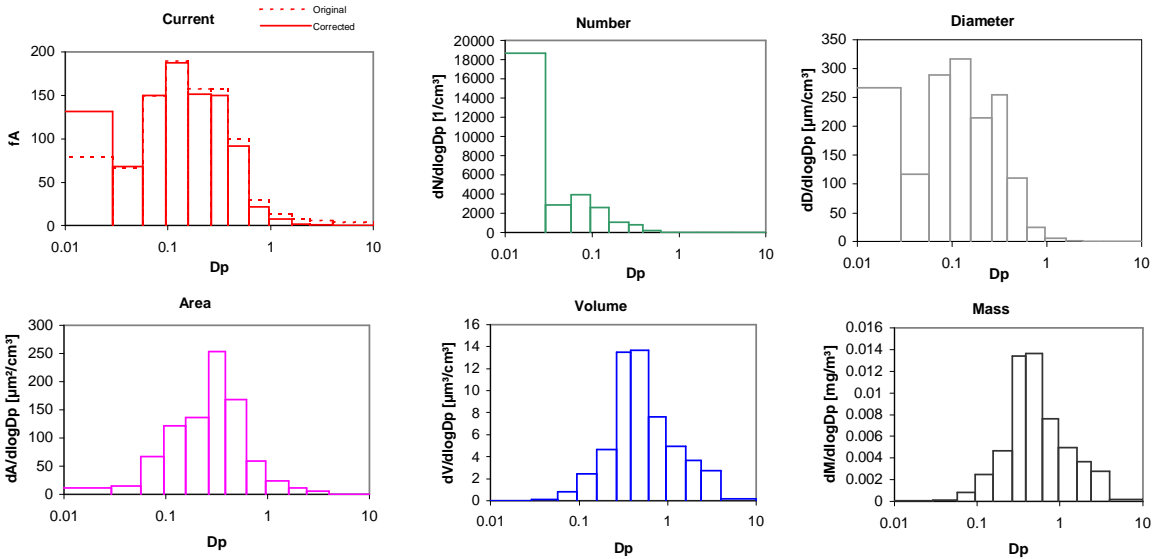 Current
Original
Corrected
fA
200
150
100
50
0
0.01 0.1 1 10
Dp
Number
dN/dlogDp [1/cm³]
20000
18000
16000
14000
12000
10000
8000
6000
4000
2000
0
0.01 0.1 1 10
Dp
Diameter
dD/dlogDp [µm/cm³]
350
300
250
200
150
100
50
0
0.01 0.1 1 10
Dp
Area
dA/dlogDp [µm²/cm³]
300
250
200
150
100
50
0
0.01 0.1 1 10
Dp
Volume
dV/dlogDp [µm³/cm³]
16
14
12
10
8
6
4
2
0
0.01 0.1 1 10
Dp
Mass
dM/dlogDp [mg/m³]
0.016
0.014
0.012
0.01
0.008
0.006
0.004
0.002
0
0.01 0.1 1 10
Dp